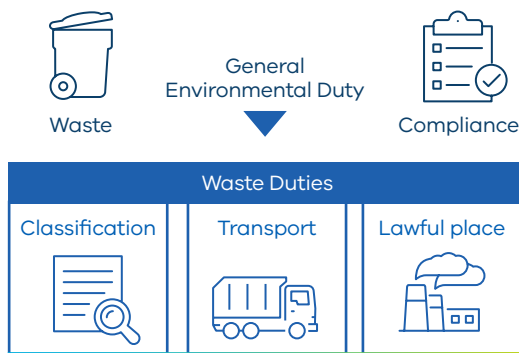 General
Environmental Duty
Waste
Compliance
Waste Duties
Classification
Transport
Lawful place